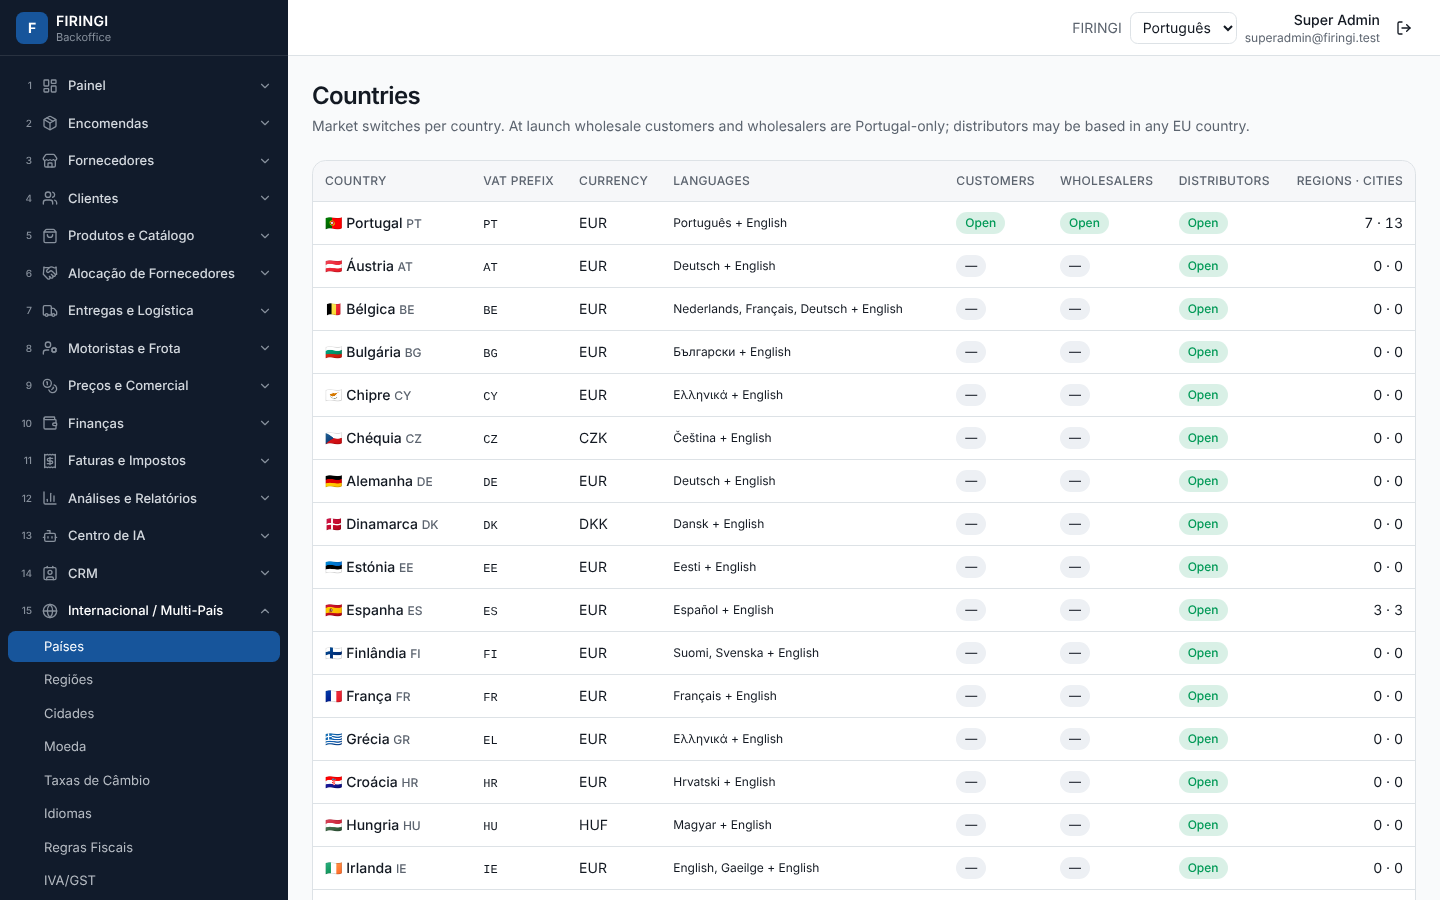 F
FIRINGI
Backoffice
1 Painel
2 Encomendas
3 Fornecedores
4 Clientes
5 Produtos e Catálogo
6 Alocação de Fornecedores
7 Entregas e Logística
8 Motoristas e Frota
9 Preços e Comercial
10 Finanças
11 Faturas e Impostos
12 Análises e Relatórios
13 Centro de IA
14 CRM
15 Internacional / Multi-País
Países
Regiões
Cidades
Moeda
Taxas de Câmbio
Idiomas
Regras Fiscais
IVA/GST
FIRINGI Português Super Admin
superadmin@firingi.test
Countries
Market switches per country. At launch wholesale customers and wholesalers are Portugal-only; distributors may be based in any EU country.
COUNTRY VAT PREFIX CURRENCY LANGUAGES CUSTOMERS WHOLESALERS DISTRIBUTORS REGIONS · CITIES
Portugal PT PT EUR Português + English Open Open Open 7 · 13
Áustria AT AT EUR Deutsch + English — — Open 0 · 0
Bélgica BE BE EUR Nederlands, Français, Deutsch + English — — Open 0 · 0
Bulgária BG BG EUR Български + English — — Open 0 · 0
Chipre CY CY EUR Ελληνικά + English — — Open 0 · 0
Chéquia CZ CZ CZK Čeština + English — — Open 0 · 0
Alemanha DE DE EUR Deutsch + English — — Open 0 · 0
Dinamarca DK DK DKK Dansk + English — — Open 0 · 0
Estónia EE EE EUR Eesti + English — — Open 0 · 0
Espanha ES ES EUR Español + English — — Open 3 · 3
Finlândia FI FI EUR Suomi, Svenska + English — — Open 0 · 0
França FR FR EUR Français + English — — Open 0 · 0
Grécia GR EL EUR Ελληνικά + English — — Open 0 · 0
Croácia HR HR EUR Hrvatski + English — — Open 0 · 0
Hungria HU HU HUF Magyar + English — — Open 0 · 0
Irlanda IE IE EUR English, Gaeilge + English — — Open 0 · 0